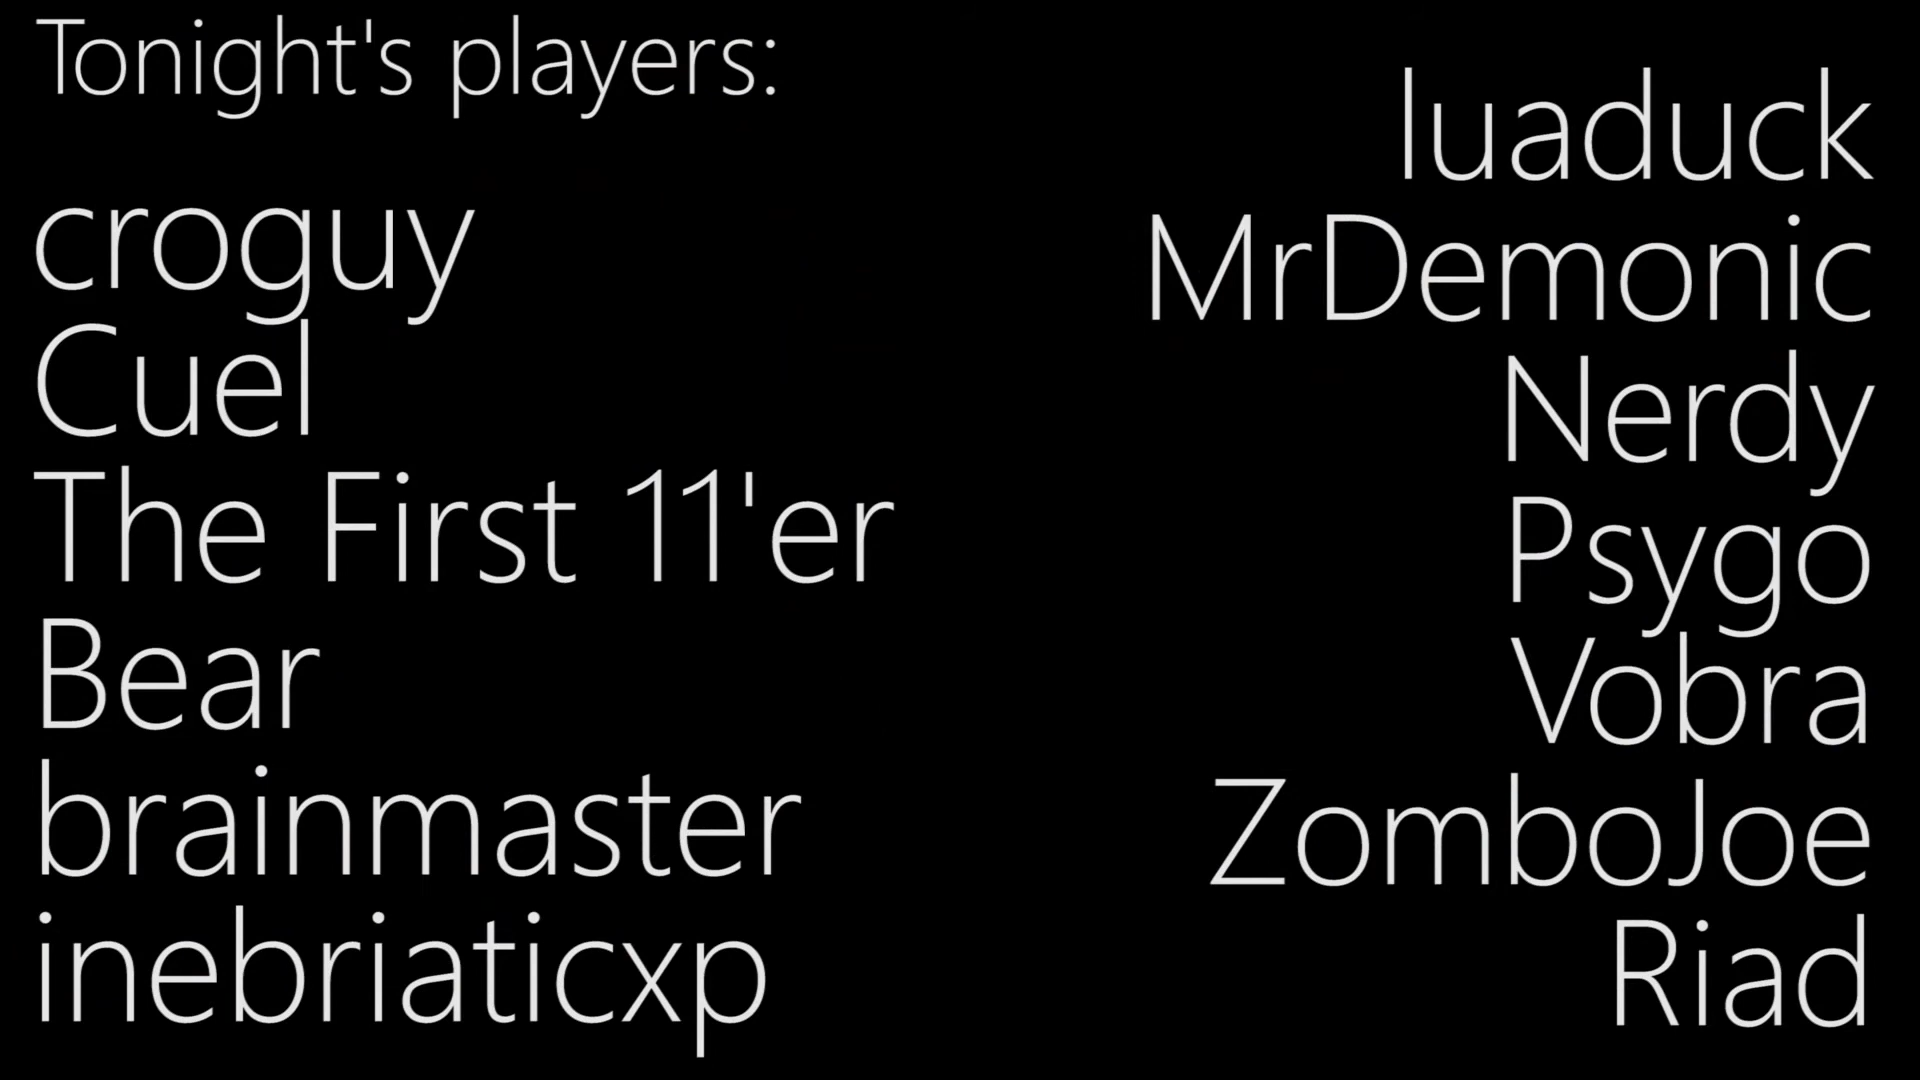 Tonight's players:
croguy
Cuel
The First 11'er
Bear
brainmaster
inebriaticxp
luaduck
MrDemonic
Nerdy
Psygo
Vobra
ZomboJoe
Riad